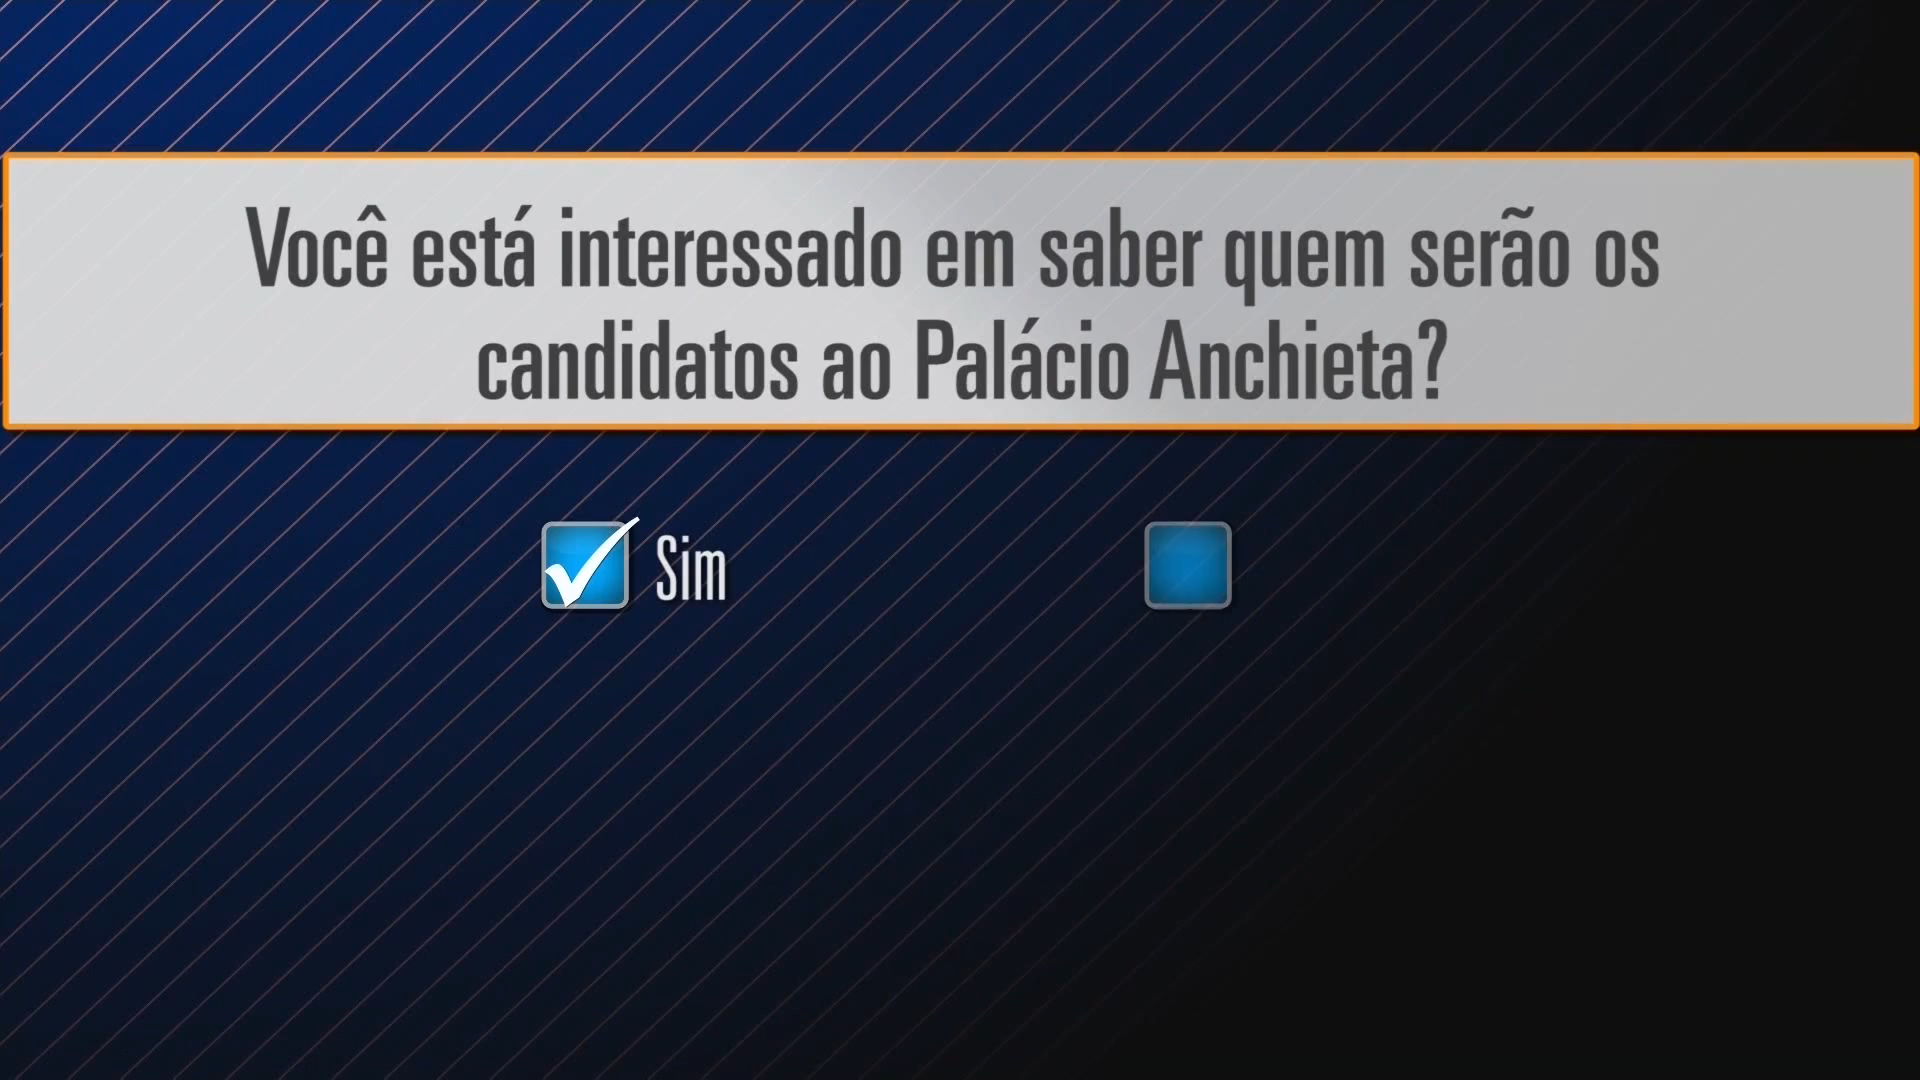 Você está interessado em saber quem serão os
candidatos ao Palácio Anchieta?
Sim